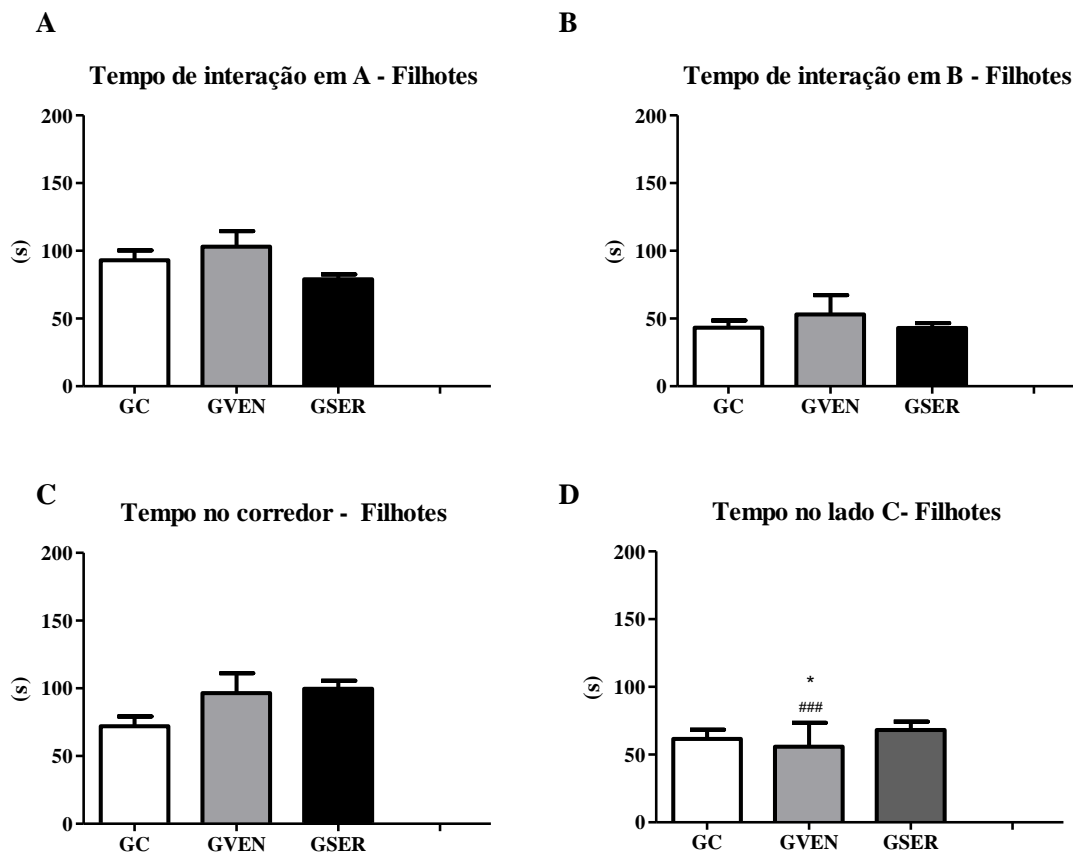 A
Tempo de interação em A - Filhotes
200
150
100
50
0
(s)
GC GVEN GSER
B
Tempo de interação em B - Filhotes
200
150
100
50
0
(s)
GC GVEN GSER
C
Tempo no corredor - Filhotes
200
150
100
50
0
(s)
GC GVEN GSER
D
Tempo no lado C- Filhotes
200
150
100
50
0
(s)
*
###
GC GVEN GSER